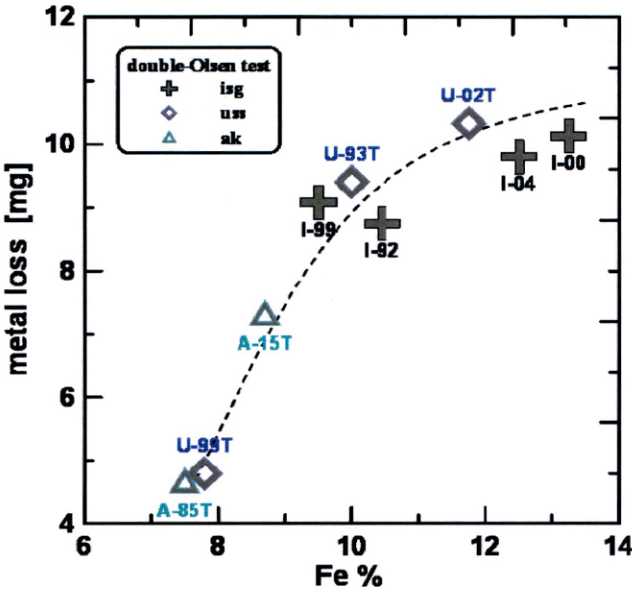 12
double-Olsen test
isg
uss
ak
U-02T
10
U-93T
I-04
I-00
I-99
I-92
8
A-15T
6
U-99T
A-85T
4
6
8
10
12
14
Fe %
metal loss [mg]